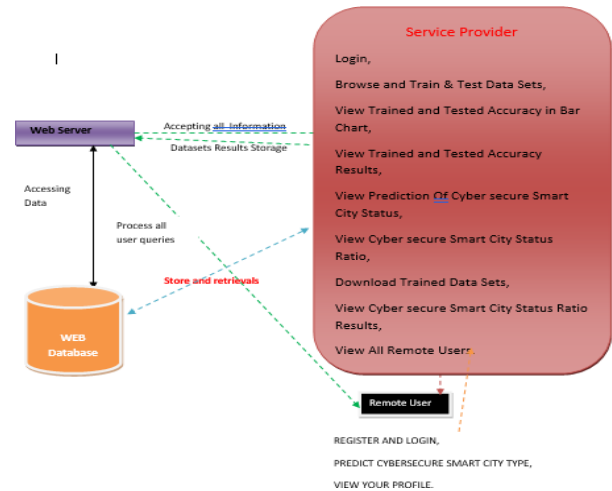 Service Provider
Login,
Browse and Train & Test Data Sets,
View Trained and Tested Accuracy in Bar
Chart,
View Trained and Tested Accuracy
Results,
View Prediction Of Cyber secure Smart
City Status,
View Cyber secure Smart City Status
Ratio,
Download Trained Data Sets,
View Cyber secure Smart City Status Ratio
Results,
View All Remote Users.
Web Server
Accepting all Information
Datasets Results Storage
Accessing
Data
Process all
user queries
Store and retrievals
WEB
Database
Remote User
REGISTER AND LOGIN,
PREDICT CYBERSECURE SMART CITY TYPE,
VIEW YOUR PROFILE.